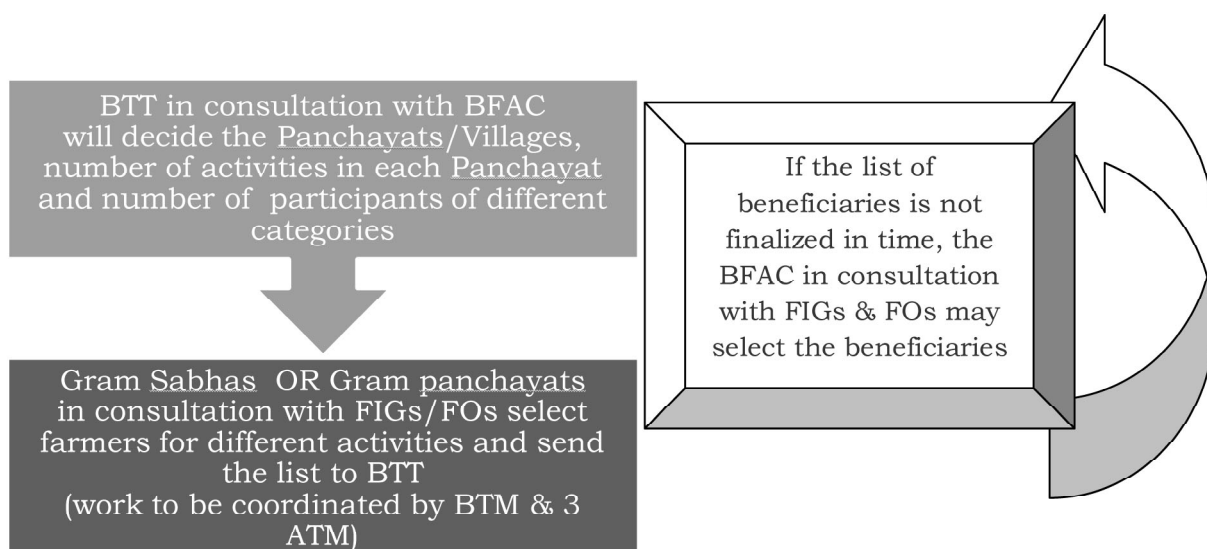 BTT in consultation with BFAC
will decide the Panchayats/Villages,
number of activities in each Panchayat
and number of participants of different
categories
Gram Sabhas OR Gram panchayats
in consultation with FIGs/FOs select
farmers for different activities and send
the list to BTT
(work to be coordinated by BTM & 3
ATM)
If the list of
beneficiaries is not
finalized in time, the
BFAC in consultation
with FIGs & FOs may
select the beneficiaries